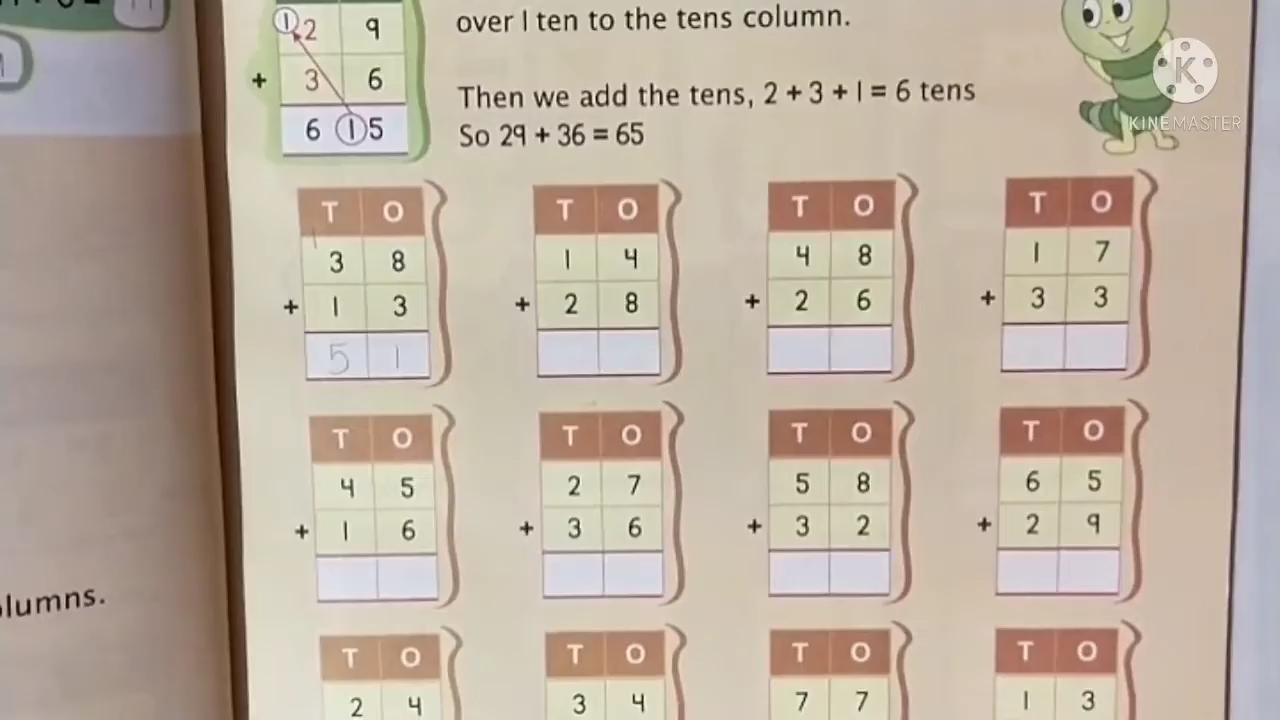 over 1 ten to the tens column.
1 2 9
+ 3 6
6 1 5
Then we add the tens, 2 + 3 + 1 = 6 tens
So 29 + 36 = 65
KINEMASTER
T O T O T O T O
1
3 8 1 4 4 8 1 7
+ 1 3 + 2 8 + 2 6 + 3 3
5 1
T O T O T O T O
4 5 2 7 5 8 6 5
+ 1 6 + 3 6 + 3 2 + 2 9
olumns.
T O T O T O T O
2 4 3 4 7 7 1 3